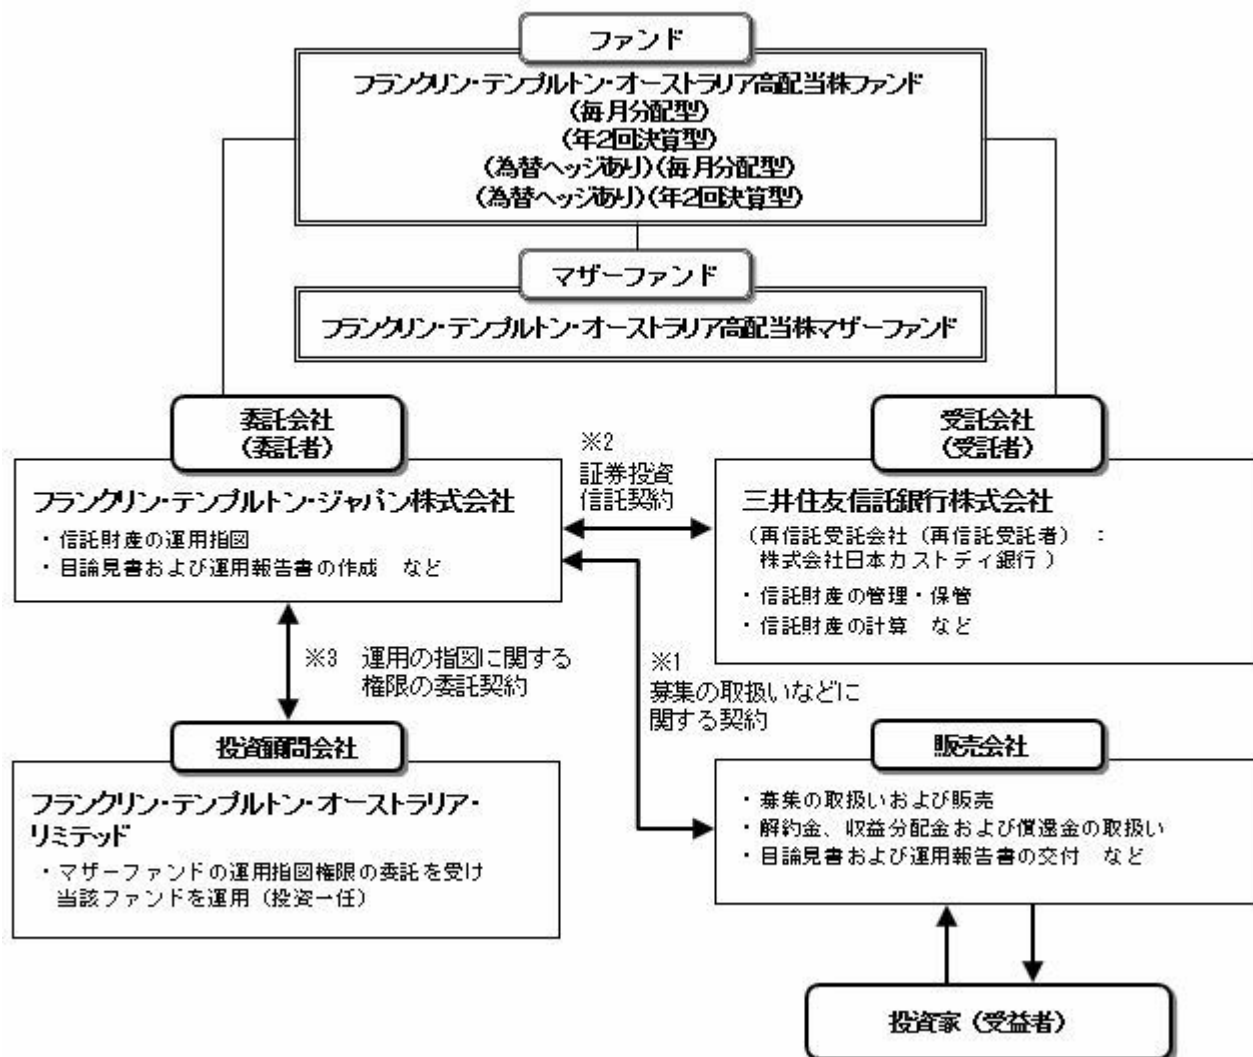 ファンド
フランクリン・テンプルトン・オーストラリア高配当株ファンド
(毎月分配型)
(年2回決算型)
(為替ヘッジあり)(毎月分配型)
(為替ヘッジあり)(年2回決算型)
マザーファンド
フランクリン・テンプルトン・オーストラリア高配当株マザーファンド
委託会社
(委託者)
フランクリン・テンプルトン・ジャパン株式会社
・信託財産の運用指図
・目論見書および運用報告書の作成 など
※2
証券投資
信託契約
受託会社
(受託者)
三井住友信託銀行株式会社
（再信託受託会社（再信託受託者）：
株式会社日本カストディ銀行）
・信託財産の管理・保管
・信託財産の計算 など
※3 運用の指図に関する
権限の委託契約
※1
募集の取扱いなどに
関する契約
投資顧問会社
フランクリン・テンプルトン・オーストラリア・
リミテッド
・マザーファンドの運用指図権限の委託を受け
当該ファンドを運用（投資一任）
販売会社
・募集の取扱いおよび販売
・解約金、収益分配金および償還金の取扱い
・目論見書および運用報告書の交付 など
投資家（受益者）